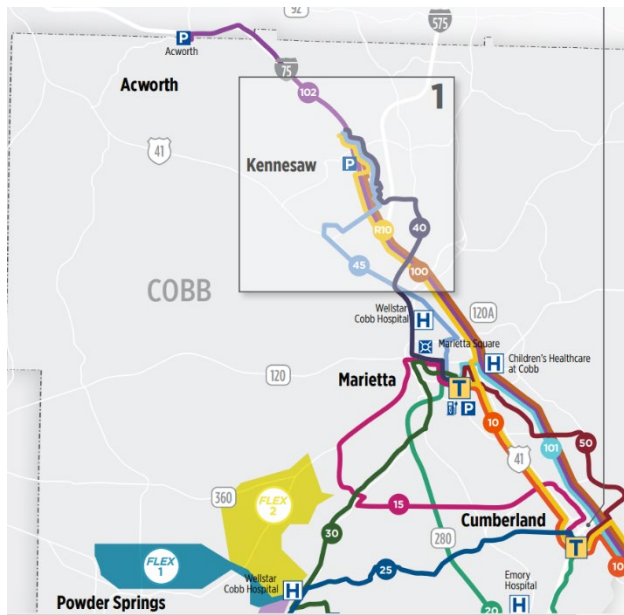 92
575
P
Acworth
Acworth
75
102
1
Kennesaw
P
41
R10
40
45
100
COBB
Wellstar
Cobb Hospital
H
120A
Marietta Square
H
Children's Healthcare
at Cobb
120
Marietta
T
P
10
50
41
101
360
FLEX
2
15
Cumberland
30
280
T
FLEX
1
25
10
Wellstar
Cobb Hospital
H
Emory
Hospital
H
Powder Springs
20